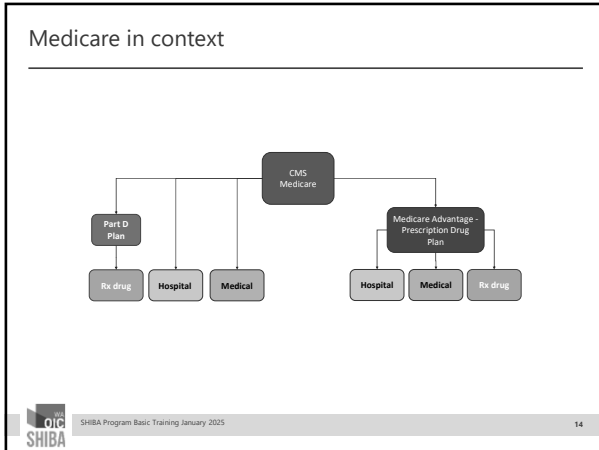 Medicare in context
CMS
Medicare
Part D
Plan
Medicare Advantage -
Prescription Drug
Plan
Rx drug
Hospital
Medical
Hospital
Medical
Rx drug
WA
OIC
SHIBA
SHIBA Program Basic Training January 2025
14